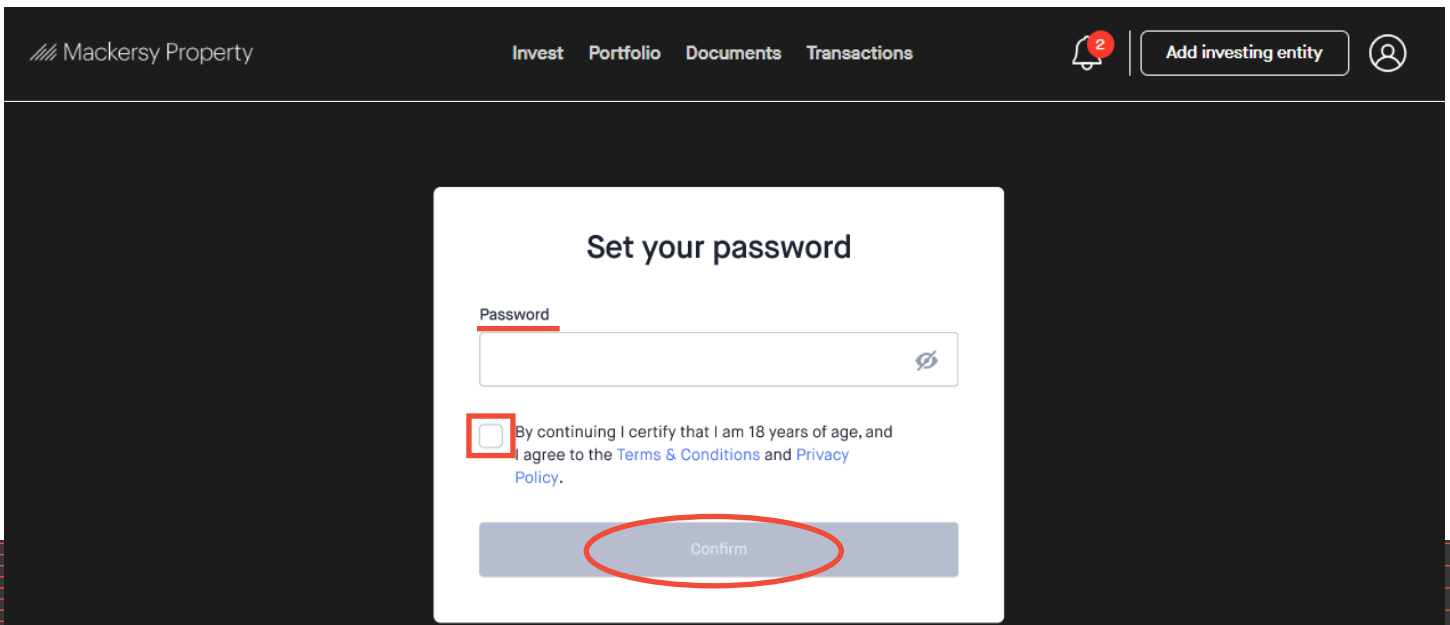 Mackersy Property
Invest Portfolio Documents Transactions
2
Add investing entity
Set your password
Password
By continuing I certify that I am 18 years of age, and
I agree to the Terms & Conditions and Privacy
Policy.
Confirm